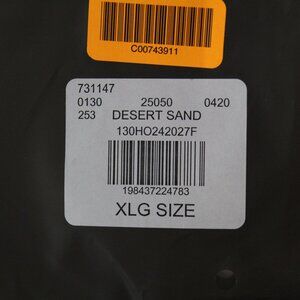 C00743911
731147
0130 25050 0420
253 DESERT SAND
130HO242027F
198437224783
XLG SIZE